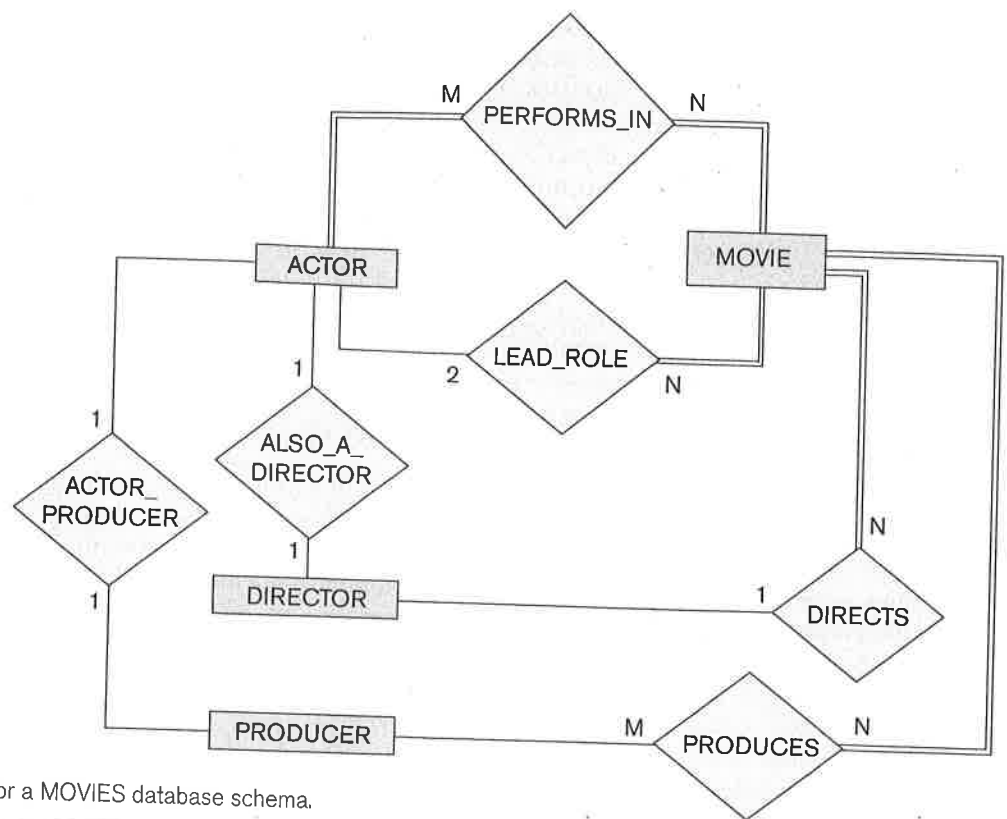 M
PERFORMS_IN
N
ACTOR
MOVIE
2
LEAD_ROLE
N
1
1
ALSO_A_
DIRECTOR
ACTOR_
PRODUCER
1
1
DIRECTOR
N
1
DIRECTS
PRODUCER
M
PRODUCES
N
or a MOVIES database schema.